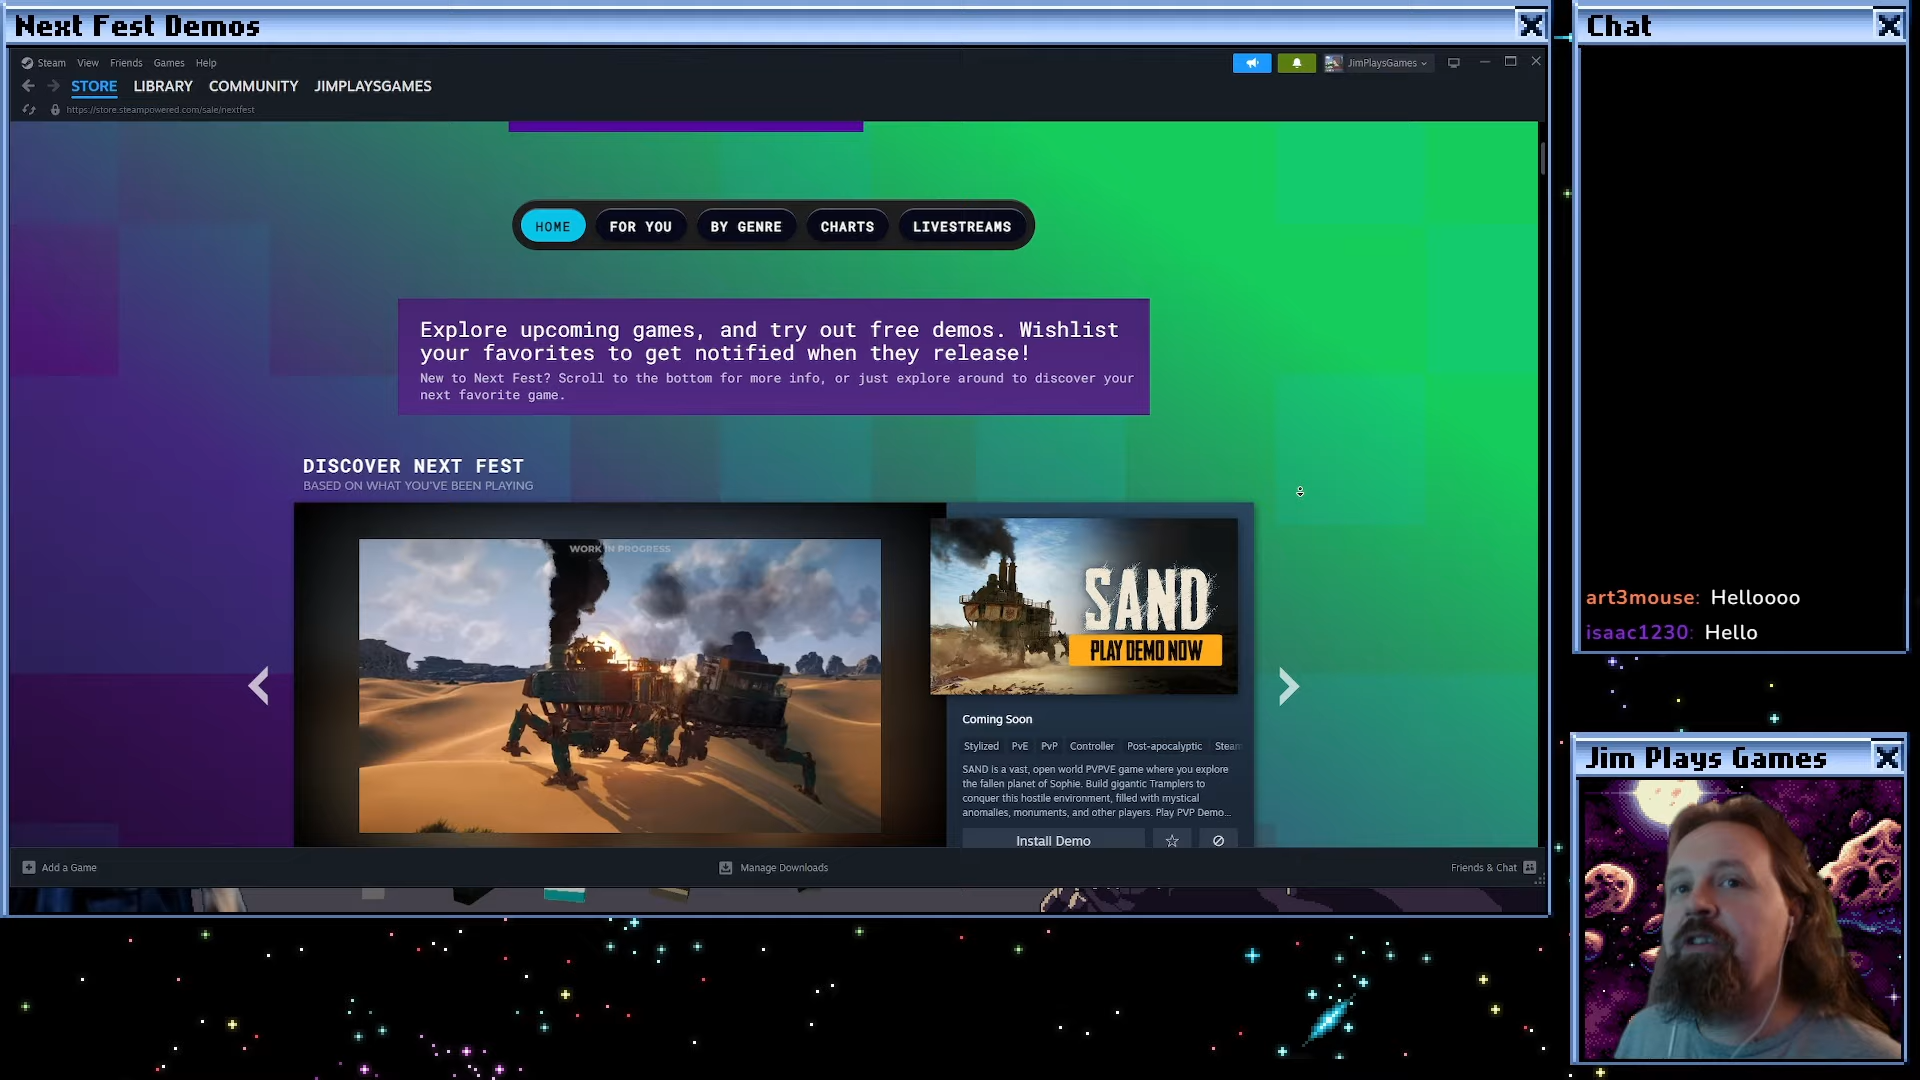 Next Fest Demos
Chat
Steam View Friends Games Help
JimPlaysGames
STORE LIBRARY COMMUNITY JIMPLAYSGAMES
https://store.steampowered.com/sale/nextfest
HOME FOR YOU BY GENRE CHARTS LIVESTREAMS
Explore upcoming games, and try out free demos. Wishlist
your favorites to get notified when they release!
New to Next Fest? Scroll to the bottom for more info, or just explore around to discover your
next favorite game.
DISCOVER NEXT FEST
BASED ON WHAT YOU'VE BEEN PLAYING
WORK IN PROGRESS
SAND
PLAY DEMO NOW
Coming Soon
Stylized PvE PvP Controller Post-apocalyptic Steam
SAND is a vast, open world PVPVE game where you explore
the fallen planet of Sophie. Build gigantic Tramplers to
conquer this hostile environment, filled with mystical
anomalies, monuments, and other players. Play PVP Demo...
Install Demo
Add a Game
Manage Downloads
Friends & Chat
art3mouse: Helloooo
isaac1230: Hello
Jim Plays Games